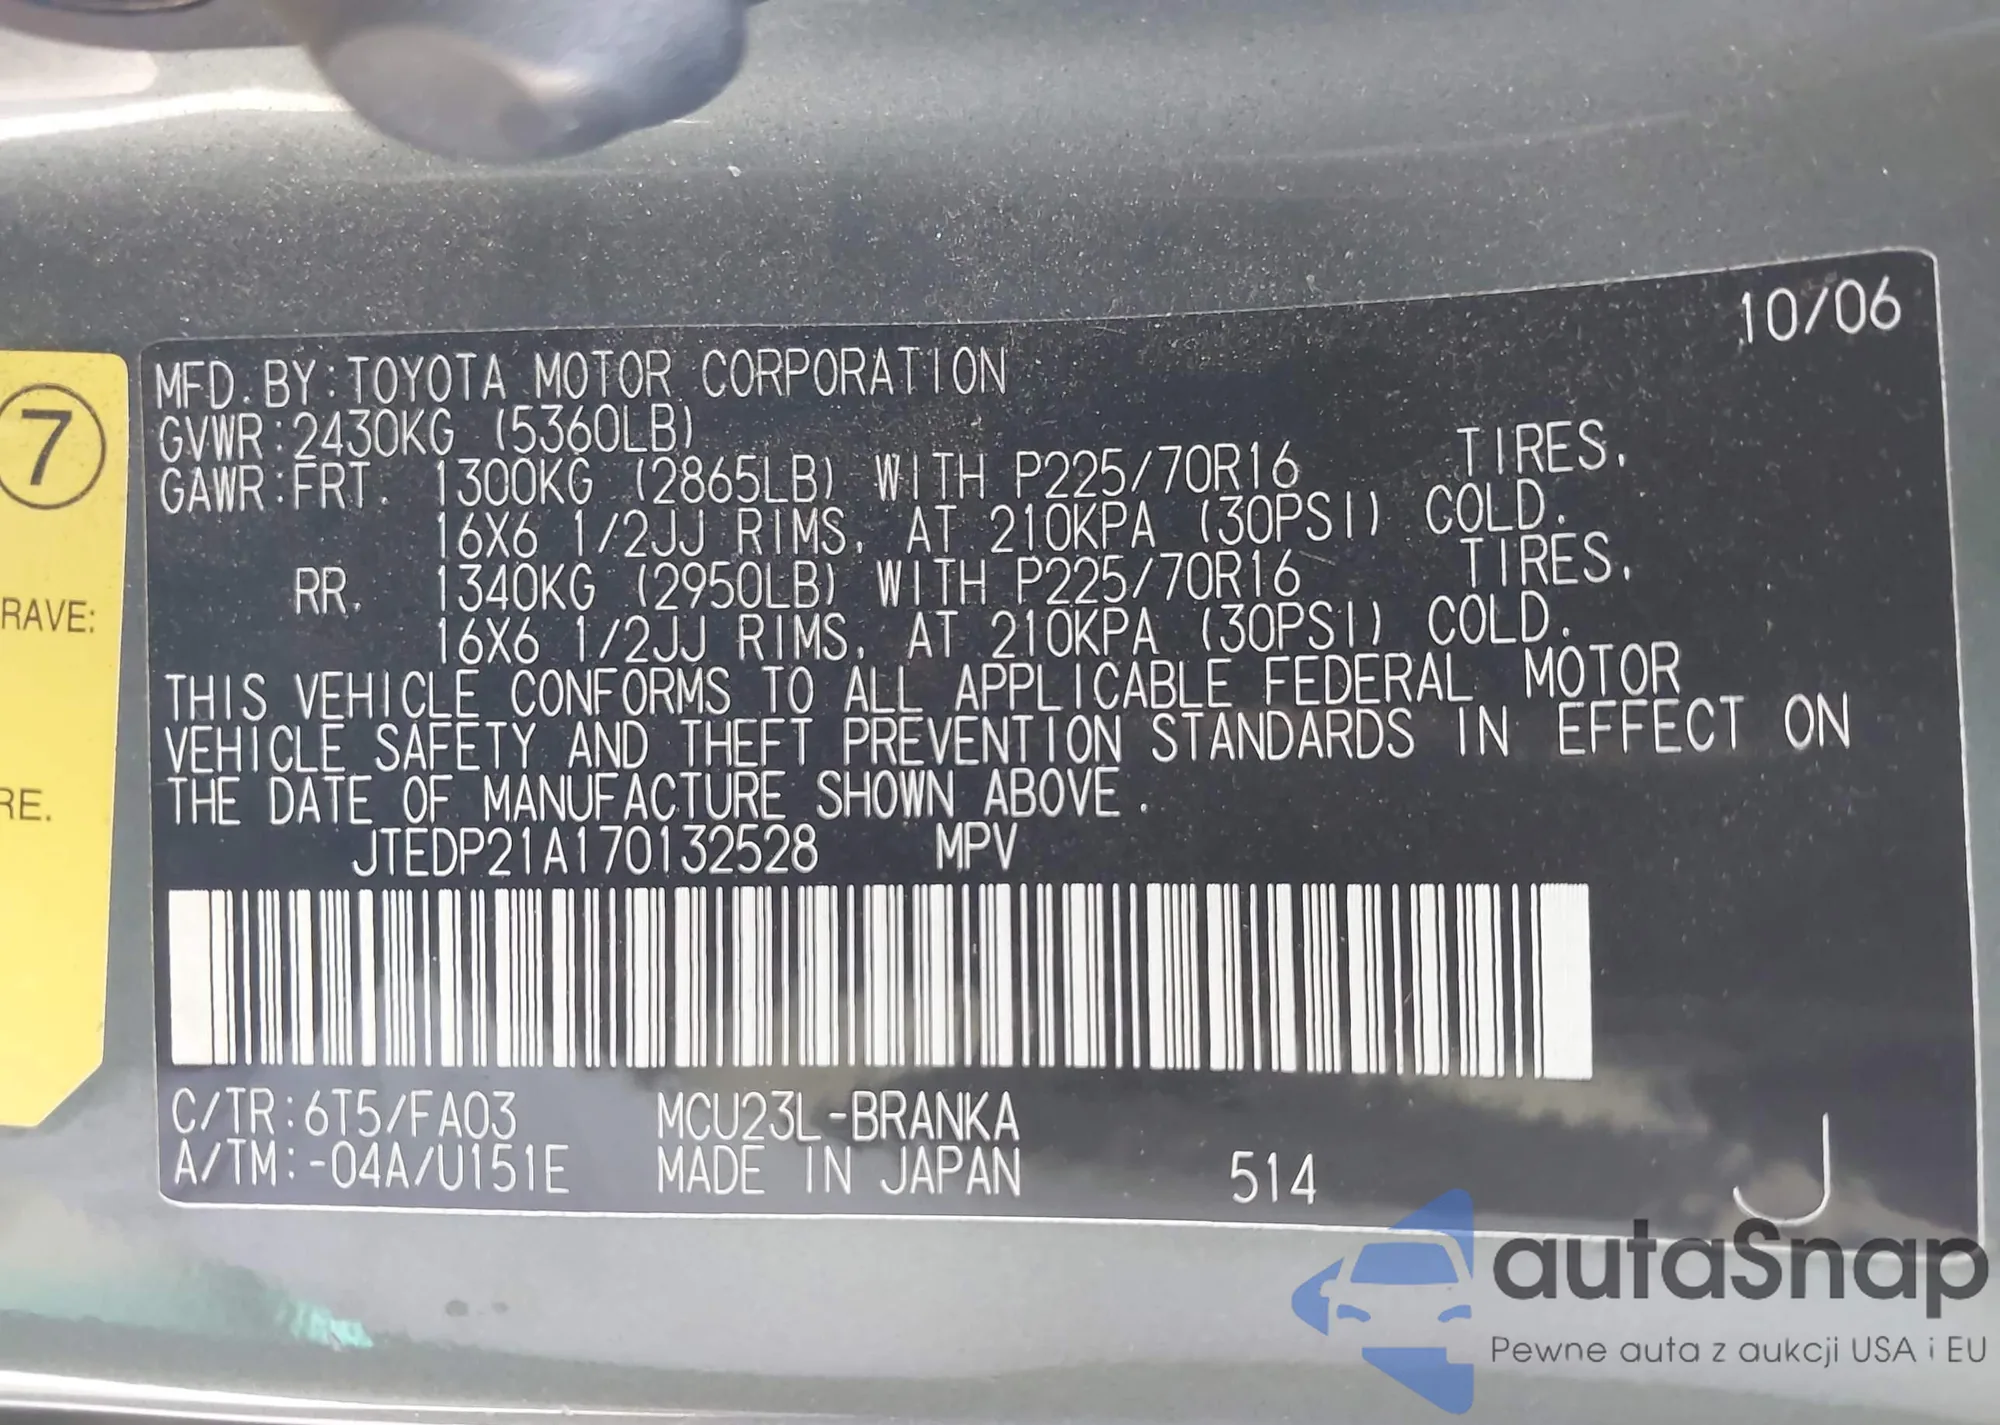 10/06
MFD. BY: TOYOTA MOTOR CORPORATION
GVWR: 2430KG (5360LB)
GAWR: FRT. 1300KG (2865LB) WITH P225/70R16 TIRES,
16X6 1/2JJ RIMS, AT 210KPA (30PSI) COLD.
RR. 1340KG (2950LB) WITH P225/70R16 TIRES,
16X6 1/2JJ RIMS, AT 210KPA (30PSI) COLD.
THIS VEHICLE CONFORMS TO ALL APPLICABLE FEDERAL MOTOR
VEHICLE SAFETY AND THEFT PREVENTION STANDARDS IN EFFECT ON
THE DATE OF MANUFACTURE SHOWN ABOVE.
JTEDP21A170132528 MPV
C/TR: 6T5/FA03 MCU23L-BRANKA
A/TM: -04A/U151E MADE IN JAPAN 514 J
7
RAVE:
RE.
autaSnap
Pewne auta z aukcji USA i EU